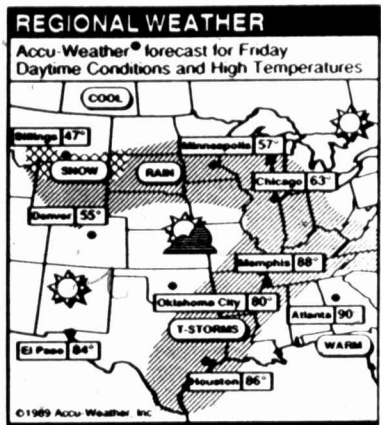 REGIONAL WEATHER
Accu-Weather® forecast for Friday
Daytime Conditions and High Temperatures
COOL
Billings 47°
Minneapolis 57°
SNOW
RAIN
Chicago 63°
Denver 55°
Memphis 88°
Oklahoma City 80°
Atlanta 90
T-STORMS
El Paso 84°
WARM
Houston 86°
©1989 Accu-Weather, Inc